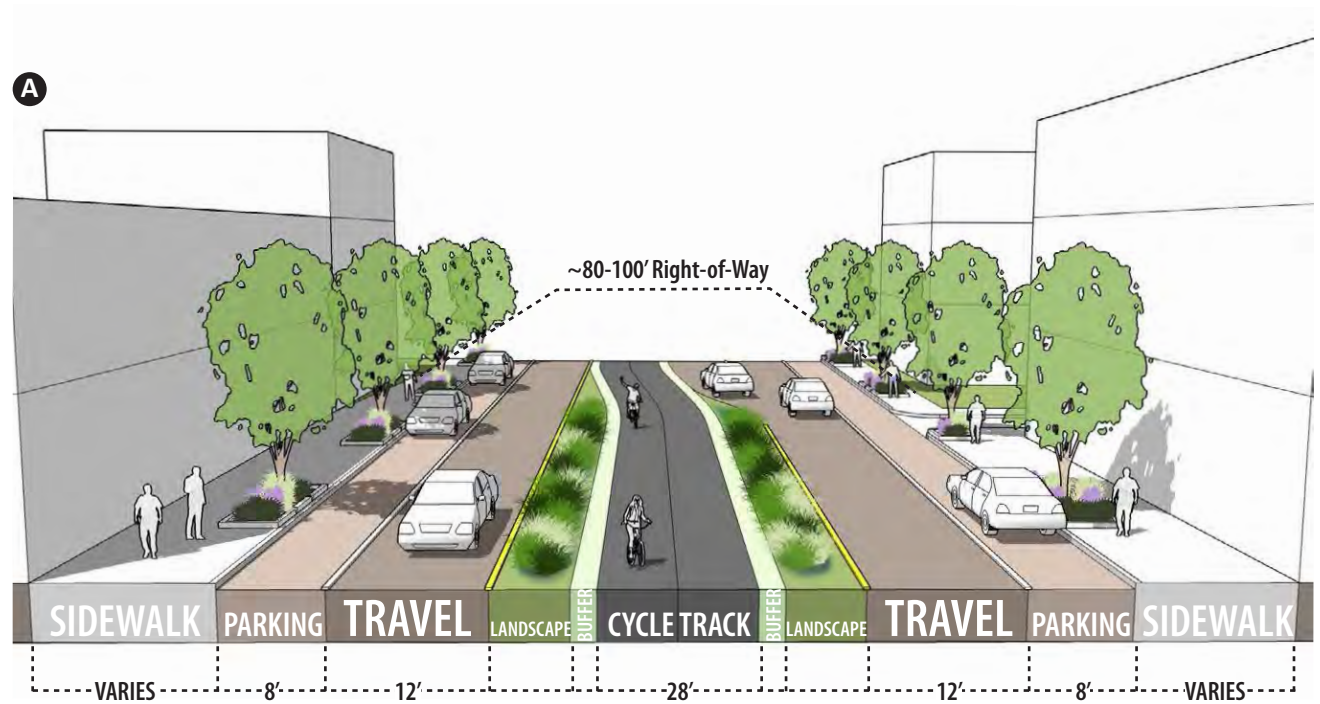 A
~80-100' Right-of-Way
SIDEWALK PARKING TRAVEL LANDSCAPE BUFFER CYCLE TRACK BUFFER LANDSCAPE TRAVEL PARKING SIDEWALK
VARIES 8' 12' 28' 12' 8' VARIES